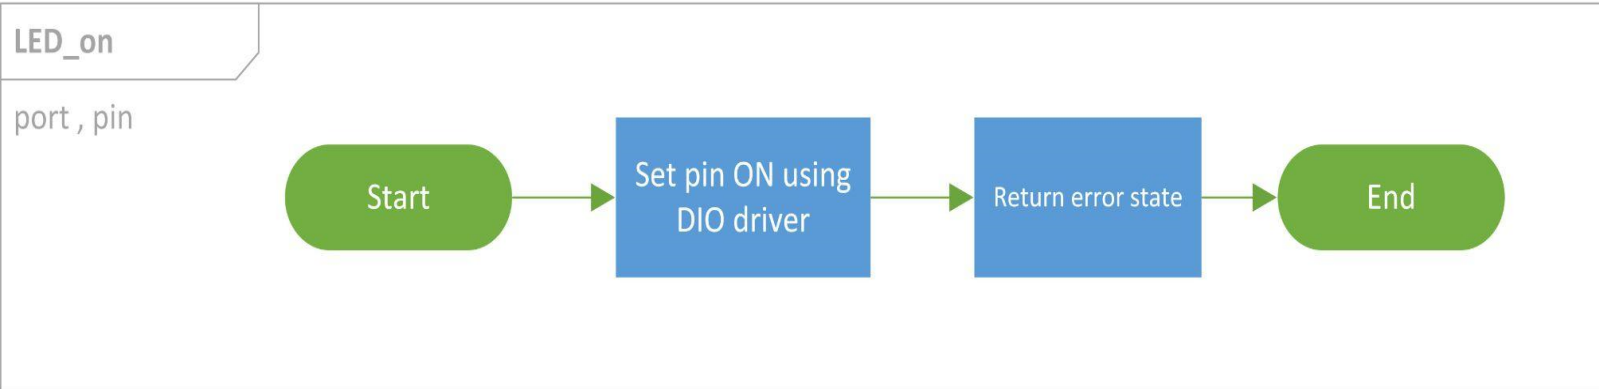 LED_on
port , pin
Start
Set pin ON using
DIO driver
Return error state
End